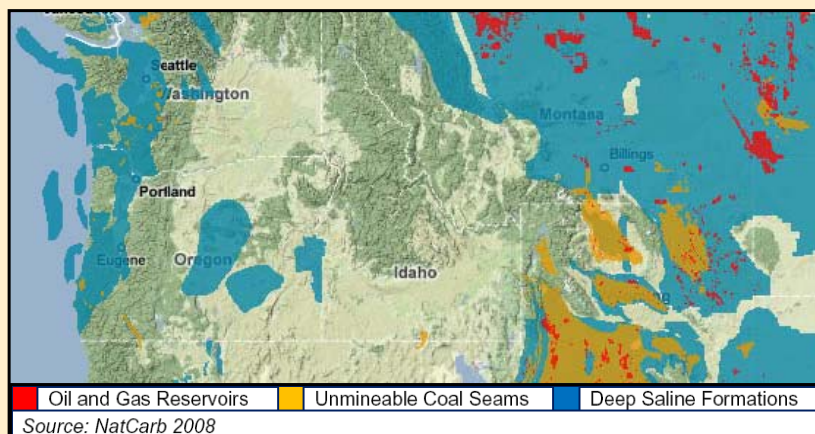 Seattle
Washington
Montana
Billings
Portland
Eugene
Oregon
Idaho
Oil and Gas Reservoirs
Unmineable Coal Seams
Deep Saline Formations
Source: NatCarb 2008